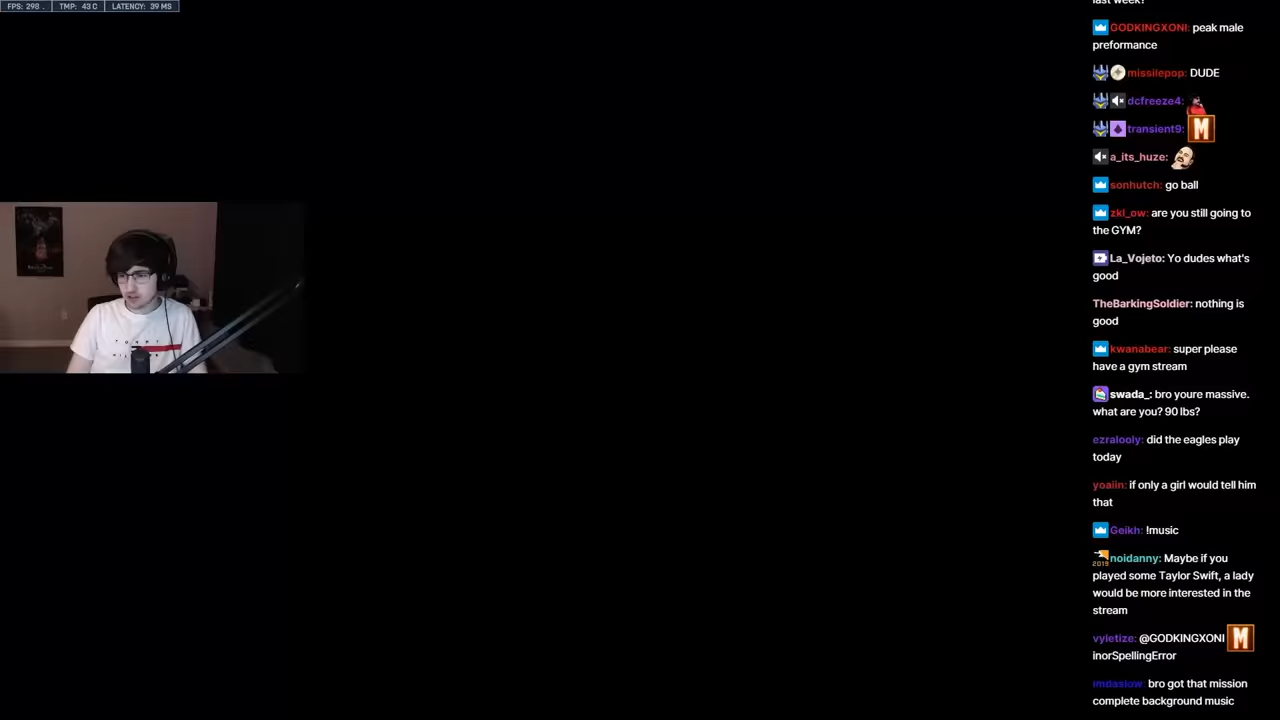 FPS: 298 .
TMP: 43 C
LATENCY: 39 MS
last week?
GODKINGXONI: peak male
preformance
missilepop: DUDE
dcfreeze4:
transient9: M
a_its_huze:
sonhutch: go ball
zkl_ow: are you still going to
the GYM?
La_Vojeto: Yo dudes what's
good
TheBarkingSoldier: nothing is
good
kwanabear: super please
have a gym stream
swada_: bro youre massive.
what are you? 90 lbs?
ezralooly: did the eagles play
today
yoaiin: if only a girl would tell him
that
Geikh: !music
2019 noidanny: Maybe if you
played some Taylor Swift, a lady
would be more interested in the
stream
vyletize: @GODKINGXONI M
inorSpellingError
imdaslow: bro got that mission
complete background music